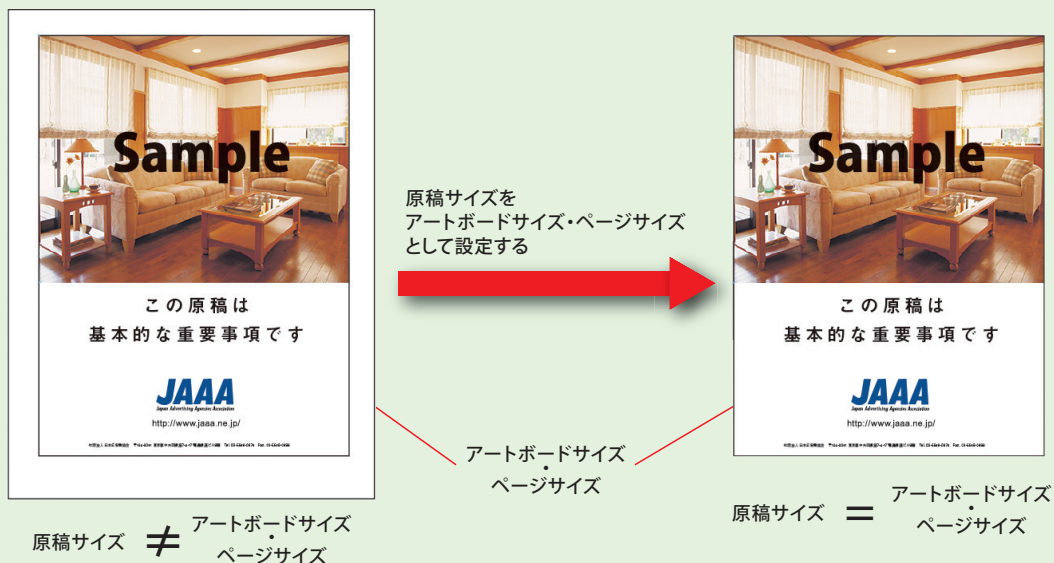 Sample
この原稿は
基本的な重要事項です
JAAA
Japan Advertising Agencies Association
http://www.jaaa.ne.jp/
原稿サイズ ≠ アートボードサイズ
・
ページサイズ
原稿サイズを
アートボードサイズ・ページサイズ
として設定する
アートボードサイズ
・
ページサイズ
Sample
この原稿は
基本的な重要事項です
JAAA
Japan Advertising Agencies Association
http://www.jaaa.ne.jp/
原稿サイズ = アートボードサイズ
・
ページサイズ